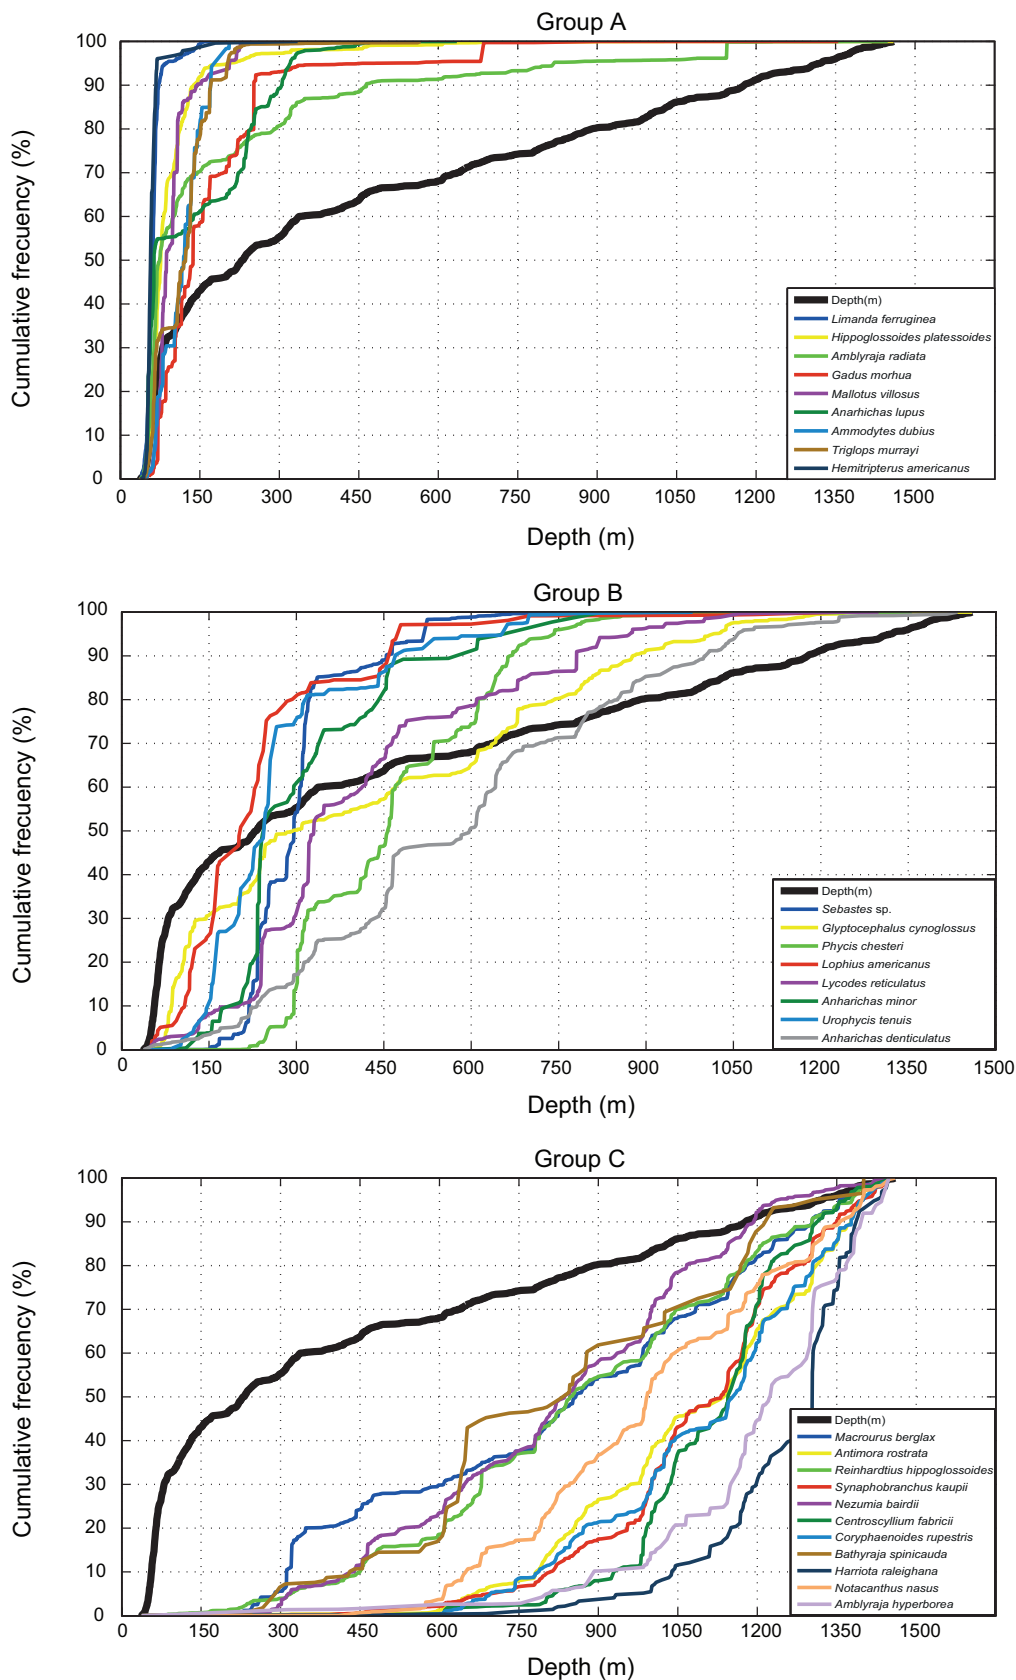 Group A
Cumulative frecuency (%)
100
90
80
70
60
50
40
30
20
10
0
0 150 300 450 600 750 900 1050 1200 1350 1500
Depth (m)
Depth(m)
Limanda ferruginea
Hippoglossoides platessoides
Amblyraja radiata
Gadus morhua
Mallotus villosus
Anarhichas lupus
Ammodytes dubius
Triglops murrayi
Hemitripterus americanus
Group B
Cumulative frecuency (%)
100
90
80
70
60
50
40
30
20
10
0
0 150 300 450 600 750 900 1050 1200 1350 1500
Depth (m)
Depth(m)
Sebastes sp.
Glyptocephalus cynoglossus
Phycis chesteri
Lophius americanus
Lycodes reticulatus
Anharichas minor
Urophycis tenuis
Anharichas denticulatus
Group C
Cumulative frecuency (%)
100
90
80
70
60
50
40
30
20
10
0
0 150 300 450 600 750 900 1050 1200 1350 1500
Depth (m)
Depth(m)
Macrourus berglax
Antimora rostrata
Reinhardtius hippoglossoides
Synaphobranchus kaupii
Nezumia bairdii
Centroscyllium fabricii
Coryphaenoides rupestris
Bathyraja spinicauda
Harriota raleighana
Notacanthus nasus
Amblyraja hyperborea